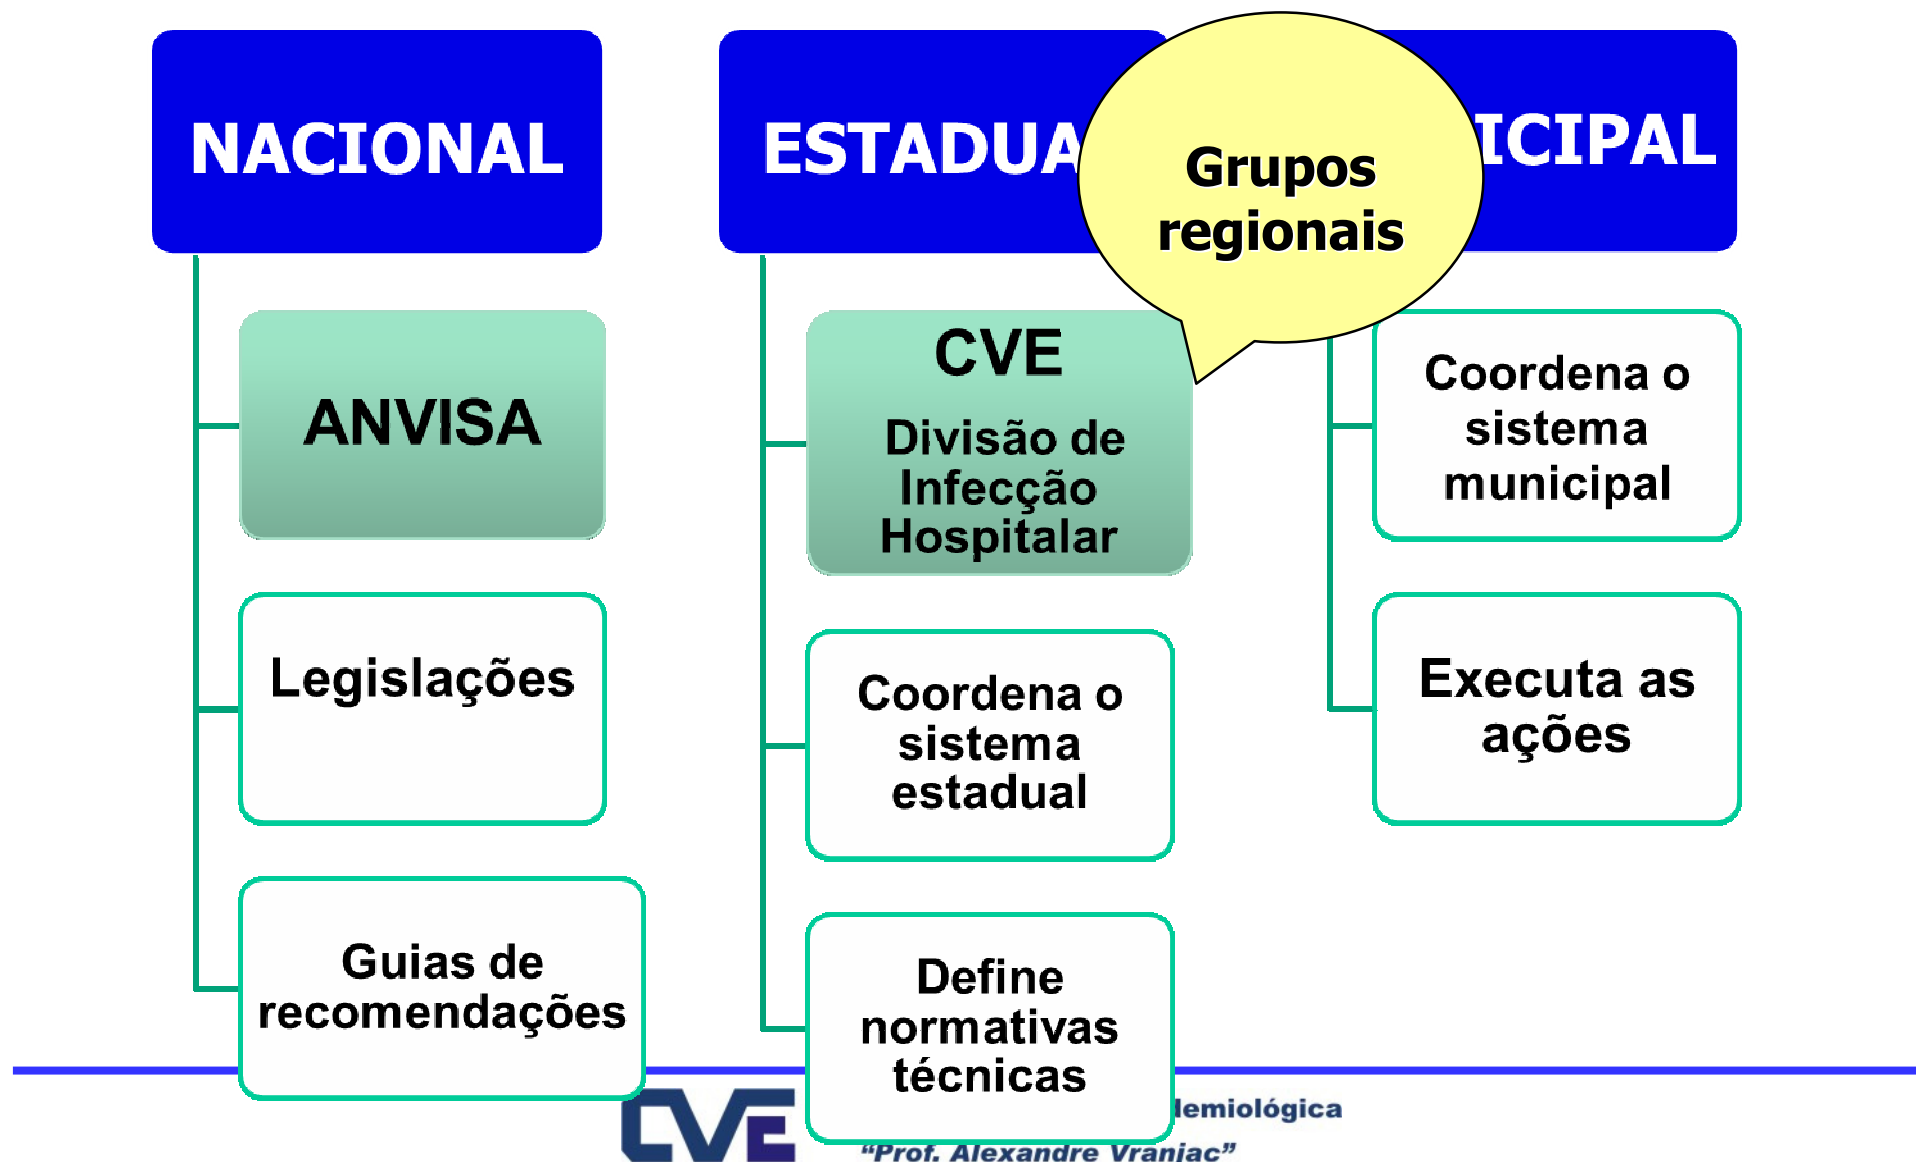 NACIONAL
ANVISA
Legislações
Guias de
recomendações
ESTADUA
CVE
Divisão de
Infecção
Hospitalar
Coordena o
sistema
estadual
Define
normativas
técnicas
Grupos
regionais
ICIPAL
Coordena o
sistema
municipal
Executa as
ações
CVE
demiológica
“Prof. Alexandre Vraniac”